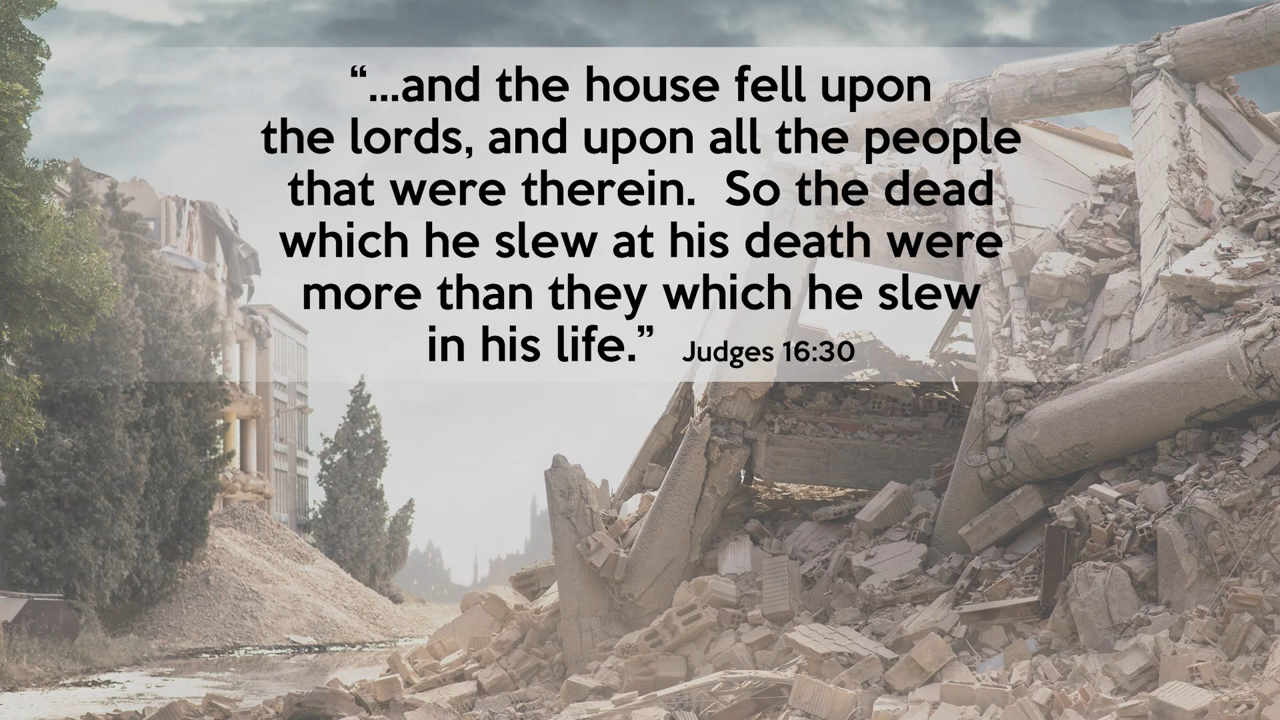 “...and the house fell upon
the lords, and upon all the people
that were therein.  So the dead
which he slew at his death were
more than they which he slew
in his life.”  Judges 16:30